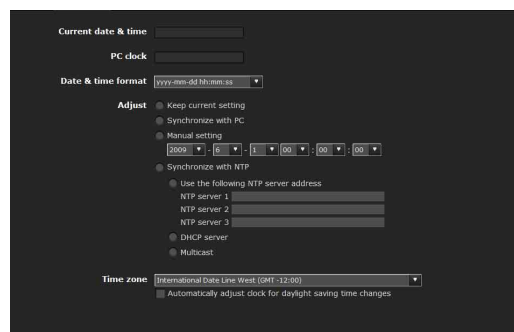 Current date & time
PC clock
Date & time format yyyy-mm-dd hh:mm:ss
Adjust Keep current setting
Synchronize with PC
Manual setting
2009 - 6 - 1 00 : 00 : 00
Synchronize with NTP
Use the following NTP server address
NTP server 1
NTP server 2
NTP server 3
DHCP server
Multicast
Time zone International Date Line West (GMT -12:00)
Automatically adjust clock for daylight saving time changes